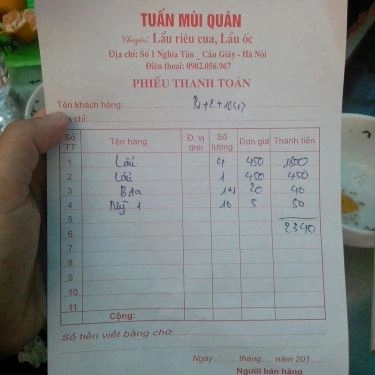 TUẤN MÙI QUÁN
Chuyên: Lẩu riêu cua, Lẩu ốc
Địa chỉ: Số 1 Nghĩa Tân _ Cầu Giấy - Hà Nội
Điện thoại: 0982.056.967
PHIẾU THANH TOÁN
Tên khách hàng:
chỉ:
Số TT Tên hàng Đ. vị tính Số lượng Đơn giá Thành tiền
1 Lẩu 4 450 1800
2 Lẩu 1 450 450
3 20 40
4 10 5 50
5
6 2340
7
8
9
10
11
Cộng:
Số tiền viết bằng chữ:
Ngày tháng năm 201
Người bán hàng